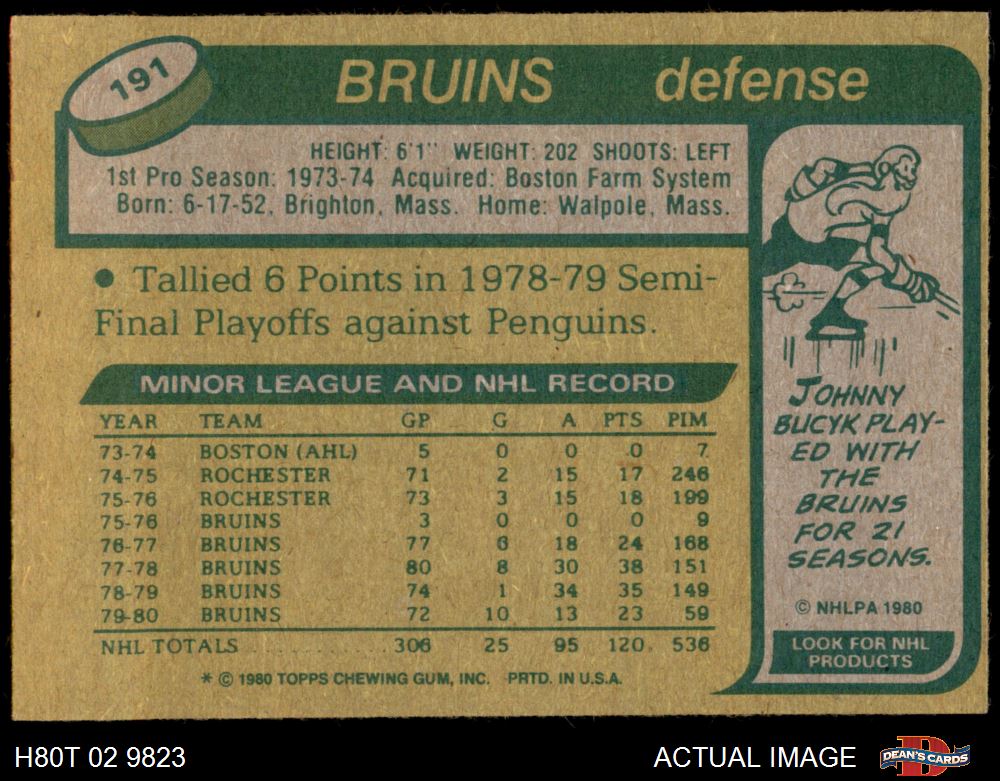 191
BRUINS defense
HEIGHT: 6'1" WEIGHT: 202 SHOOTS: LEFT
1st Pro Season: 1973-74 Acquired: Boston Farm System
Born: 6-17-52, Brighton, Mass. Home: Walpole, Mass.
● Tallied 6 Points in 1978-79 Semi-
Final Playoffs against Penguins.
MINOR LEAGUE AND NHL RECORD
YEAR TEAM GP G A PTS PIM
73-74 BOSTON (AHL) 5 0 0 0 7
74-75 ROCHESTER 71 2 15 17 246
75-76 ROCHESTER 73 3 15 18 199
75-76 BRUINS 3 0 0 0 9
76-77 BRUINS 77 6 18 24 168
77-78 BRUINS 80 8 30 38 151
78-79 BRUINS 74 1 34 35 149
79-80 BRUINS 72 10 13 23 59
NHL TOTALS 306 25 95 120 536
* © 1980 TOPPS CHEWING GUM, INC. PRTD. IN U.S.A.
JOHNNY
BUCYK PLAY-
ED WITH
THE
BRUINS
FOR 21
SEASONS.
© NHLPA 1980
LOOK FOR NHL
PRODUCTS
H80T 02 9823
ACTUAL IMAGE
D
DEAN'S CARDS